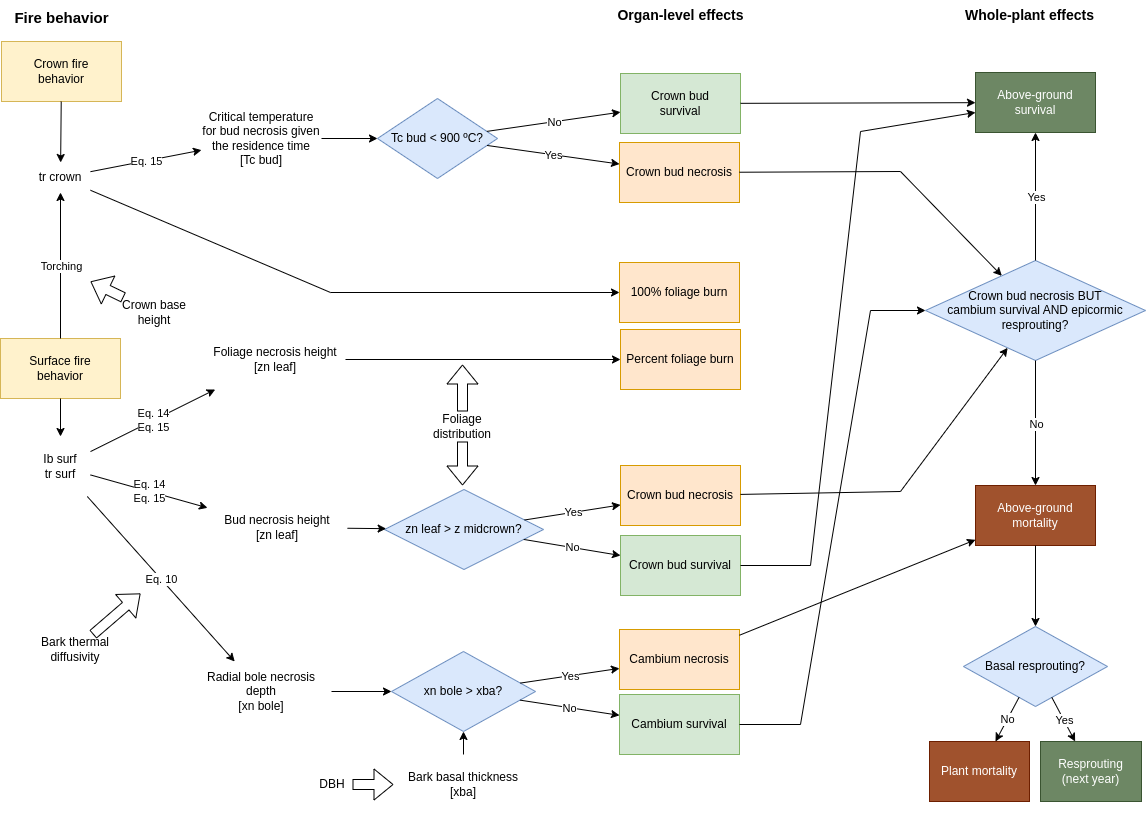 Fire behavior
Organ-level effects
Whole-plant effects
Crown fire
behavior
Critical temperature
for bud necrosis given
the residence time
[Tc bud]
Tc bud < 900 ºC?
No
Yes
Crown bud
survival
Crown bud necrosis
Above-ground
survival
Eq. 15
tr crown
Torching
Crown base
height
100% foliage burn
Yes
Crown bud necrosis BUT
cambium survival AND epicormic
resprouting?
Surface fire
behavior
Foliage necrosis height
[zn leaf]
Percent foliage burn
Eq. 14
Eq. 15
Foliage
distribution
No
Ib surf
tr surf
Eq. 14
Eq. 15
Bud necrosis height
[zn leaf]
zn leaf > z midcrown?
Yes
No
Crown bud necrosis
Crown bud survival
Above-ground
mortality
Eq. 10
Bark thermal
diffusivity
Radial bole necrosis
depth
[xn bole]
xn bole > xba?
Yes
No
Cambium necrosis
Cambium survival
Basal resprouting?
No
Yes
DBH
Bark basal thickness
[xba]
Plant mortality
Resprouting
(next year)